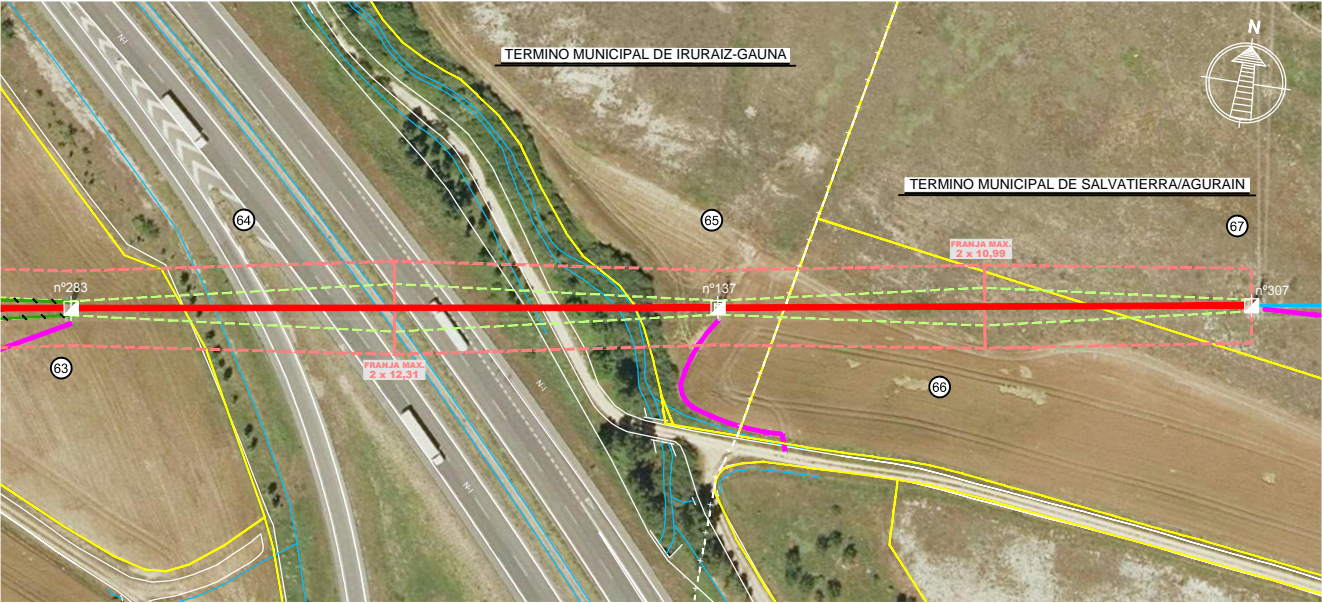 TERMINO MUNICIPAL DE IRURAIZ-GAUNA
N
N-I
TERMINO MUNICIPAL DE SALVATIERRA/AGURAIN
64
65
67
FRANJA MAX.
2 x 10,99
nº283
nº137
nº307
63
FRANJA MAX.
2 x 12,31
N-I
66
N-I